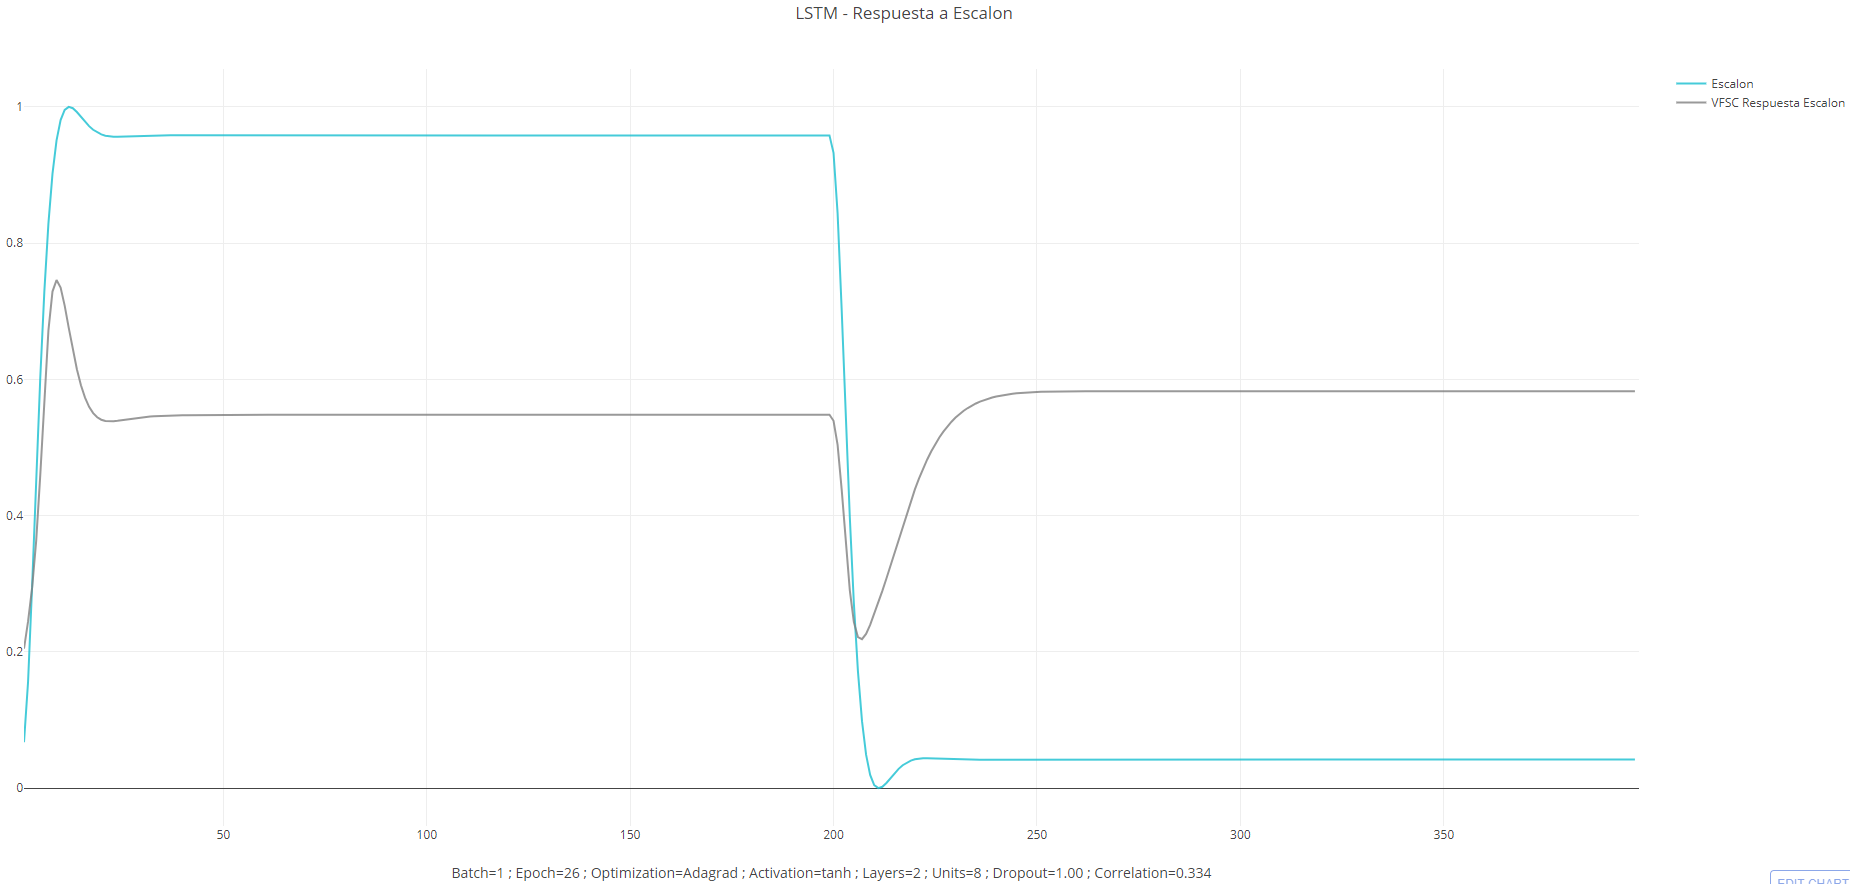 LSTM - Respuesta a Escalon
Escalon
VFSC Respuesta Escalon
1
0.8
0.6
0.4
0.2
0
50 100 150 200 250 300 350
Batch=1 ; Epoch=26 ; Optimization=Adagrad ; Activation=tanh ; Layers=2 ; Units=8 ; Dropout=1.00 ; Correlation=0.334
EDIT CHART